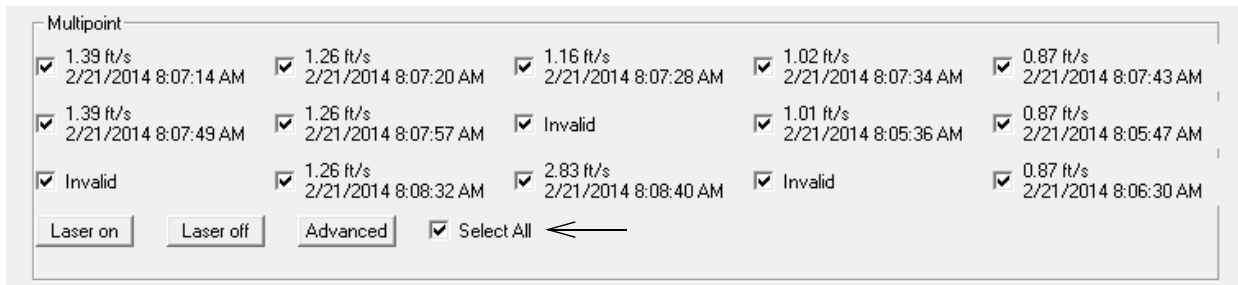 Multipoint
1.39 ft/s
2/21/2014 8:07:14 AM
1.26 ft/s
2/21/2014 8:07:20 AM
1.16 ft/s
2/21/2014 8:07:28 AM
1.02 ft/s
2/21/2014 8:07:34 AM
0.87 ft/s
2/21/2014 8:07:43 AM
1.39 ft/s
2/21/2014 8:07:49 AM
1.26 ft/s
2/21/2014 8:07:57 AM
Invalid
1.01 ft/s
2/21/2014 8:05:36 AM
0.87 ft/s
2/21/2014 8:05:47 AM
Invalid
1.26 ft/s
2/21/2014 8:08:32 AM
2.83 ft/s
2/21/2014 8:08:40 AM
Invalid
0.87 ft/s
2/21/2014 8:06:30 AM
Laser on
Laser off
Advanced
Select All